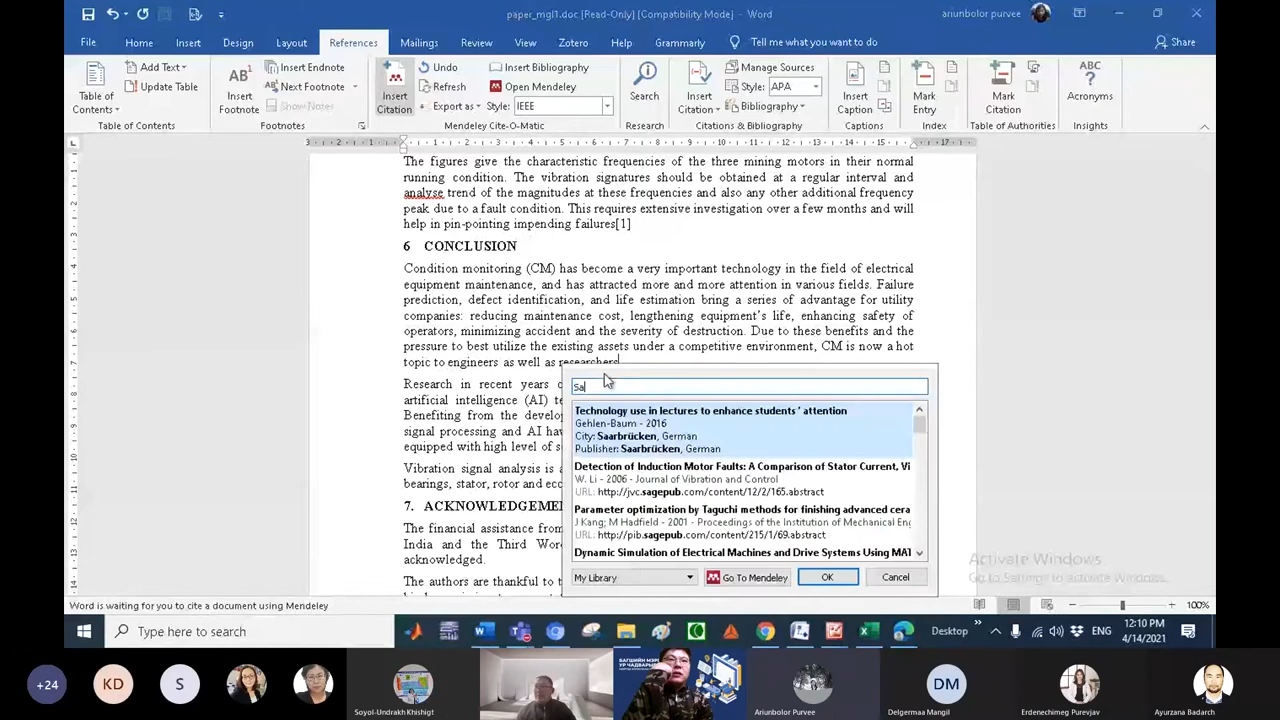 paper_mgl1.doc [Read-Only] [Compatibility Mode] - Word
ariunbolor purvee
File Home Insert Design Layout References Mailings Review View Zotero Help Grammarly Tell me what you want to do Share
Table of Contents
Add Text
Update Table
Table of Contents
AB
Insert Footnote
Insert Endnote
Next Footnote
Show Notes
Footnotes
Insert Citation
Undo
Refresh
Export as
Insert Bibliography
Open Mendeley
Style: IEEE
Mendeley Cite-O-Matic
Search
Research
Insert Citation
Manage Sources
Style: APA
Bibliography
Citations & Bibliography
Insert Caption
Captions
Mark Entry
Index
Mark Citation
Table of Authorities
ABC
Acronyms
Insights
The figures give the characteristic frequencies of the three mining motors in their normal
running condition. The vibration signatures should be obtained at a regular interval and
analyse trend of the magnitudes at these frequencies and also any other additional frequency
peak due to a fault condition. This requires extensive investigation over a few months and will
help in pin-pointing impending failures[1]
6 CONCLUSION
Condition monitoring (CM) has become a very important technology in the field of electrical
equipment maintenance, and has attracted more and more attention in various fields. Failure
prediction, defect identification, and life estimation bring a series of advantage for utility
companies: reducing maintenance cost, lengthening equipment's life, enhancing safety of
operators, minimizing accident and the severity of destruction. Due to these benefits and the
pressure to best utilize the existing assets under a competitive environment, CM is now a hot
topic to engineers as well as researchers
Research in recent years
artificial intelligence (AI)
Benefiting from the
signal processing and AI
equipped with high level of
Vibration signal analysis is
bearings, stator, rotor and
7. 
The financial assistance from
India and the Third
acknowledged.
The authors are thankful to
Sa
Technology use in lectures to enhance students ' attention
Gehlen-Baum - 2016
City: Saarbrücken, German
Publisher: Saarbrücken, German
Detection of Induction Motor Faults: A Comparison of Stator Current, Vi
W. Li - 2006 - Journal of Vibration and Control
URL: http://jvc.sagepub.com/content/12/2/165.abstract
Parameter optimization by Taguchi methods for finishing advanced cera
J Kang; M Hadfield - 2001 - Proceedings of the Institution of Mechanical Eng
URL: http://pib.sagepub.com/content/215/1/69.abstract
Dynamic Simulation of Electrical Machines and Drive Systems Using MAT
My Library Go To Mendeley OK Cancel
Activate Windows
Go to Settings to activate Windows.
Word is waiting for you to cite a document using Mendeley
100%
Type here to search
Desktop
ENG
12:10 PM
4/14/2021
+24
KD
S
DM
Soyol-Undrakh Khishigt
Ariunbolor Purvee
Delgermaa Mangil
Erdenechimeg Purevjav
Ayurzana Badarch